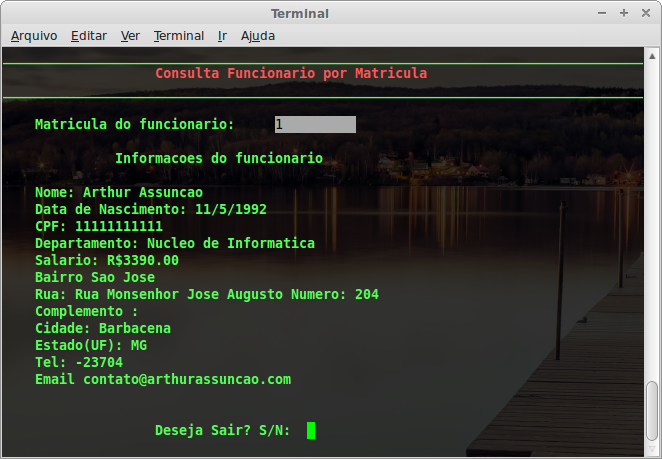 Terminal
Arquivo Editar Ver Terminal Ir Ajuda
Consulta Funcionario por Matricula
Matricula do funcionario: 1
Informacoes do funcionario
Nome: Arthur Assuncao
Data de Nascimento: 11/5/1992
CPF: 11111111111
Departamento: Nucleo de Informatica
Salario: R$3390.00
Bairro Sao Jose
Rua: Rua Monsenhor Jose Augusto Numero: 204
Complemento :
Cidade: Barbacena
Estado(UF): MG
Tel: -23704
Email contato@arthurassuncao.com
Deseja Sair? S/N: